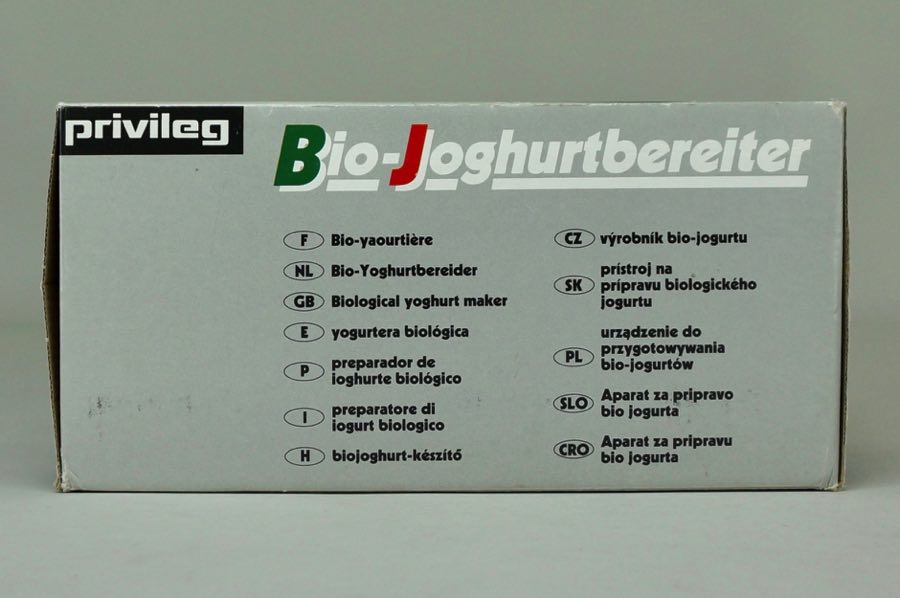 privileg
Bio-Joghurtbereiter
F Bio-yaourtière
NL Bio-Yoghurtbereider
GB Biological yoghurt maker
E yogurtera biológica
P preparador de
ioghurte biológico
I preparatore di
iogurt biologico
H biojoghurt-készítő
CZ výrobník bio-jogurtu
SK prístroj na
prípravu biologického
jogurtu
PL urządzenie do
przygotowywania
bio-jogurtów
SLO Aparat za pripravo
bio jogurta
CRO Aparat za pripravu
bio jogurta